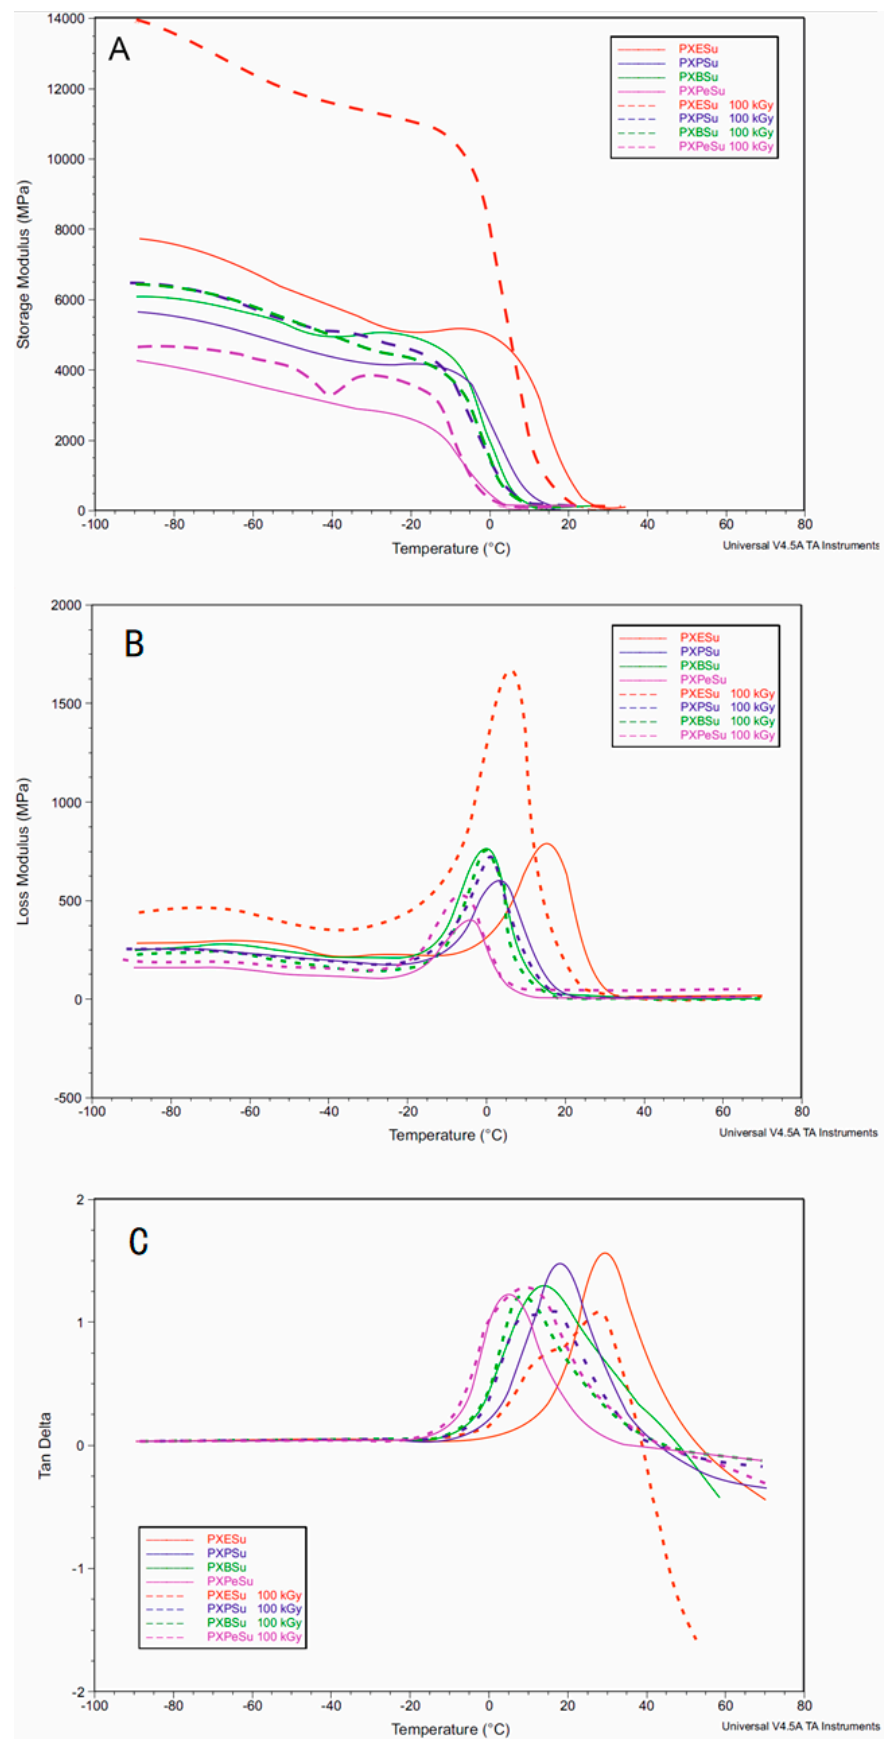 A
14000
12000
10000
8000
6000
4000
2000
0
Storage Modulus (MPa)
PXESu
PXPSu
PXBSu
PXPeSu
PXESu 100 kGy
PXPSu 100 kGy
PXBSu 100 kGy
PXPeSu 100 kGy
-100 -80 -60 -40 -20 0 20 40 60 80
Temperature (°C)
Universal V4.5A TA Instruments
B
2000
1500
1000
500
0
-500
Loss Modulus (MPa)
PXESu
PXPSu
PXBSu
PXPeSu
PXESu 100 kGy
PXPSu 100 kGy
PXBSu 100 kGy
PXPeSu 100 kGy
-100 -80 -60 -40 -20 0 20 40 60 80
Temperature (°C)
Universal V4.5A TA Instruments
C
2
1
0
-1
-2
Tan Delta
PXESu
PXPSu
PXBSu
PXPeSu
PXESu 100 kGy
PXPSu 100 kGy
PXBSu 100 kGy
PXPeSu 100 kGy
-100 -80 -60 -40 -20 0 20 40 60 80
Temperature (°C)
Universal V4.5A TA Instruments